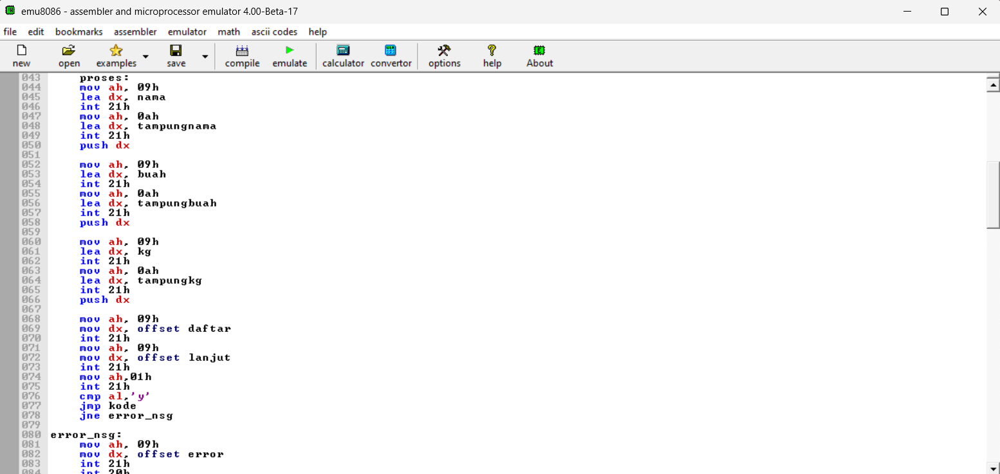 emu8086 - assembler and microprocessor emulator 4.00-Beta-17
file edit bookmarks assembler emulator math ascii codes help
new open examples save compile emulate calculator convertor options help About
043 proses:
044 mov ah, 09h
045 lea dx, nama
046 int 21h
047 mov ah, 0ah
048 lea dx, tampungnama
049 int 21h
050 push dx
051
052 mov ah, 09h
053 lea dx, buah
054 int 21h
055 mov ah, 0ah
056 lea dx, tampungbuah
057 int 21h
058 push dx
059
060 mov ah, 09h
061 lea dx, kg
062 int 21h
063 mov ah, 0ah
064 lea dx, tampungkg
065 int 21h
066 push dx
067
068 mov ah, 09h
069 mov dx, offset daftar
070 int 21h
071 mov ah, 09h
072 mov dx, offset lanjut
073 int 21h
074 mov ah,01h
075 int 21h
076 cmp al,'y'
077 jmp kode
078 jne error_nsg
079
080 error_nsg:
081 mov ah, 09h
082 mov dx, offset error
083 int 21h
084 int 20h